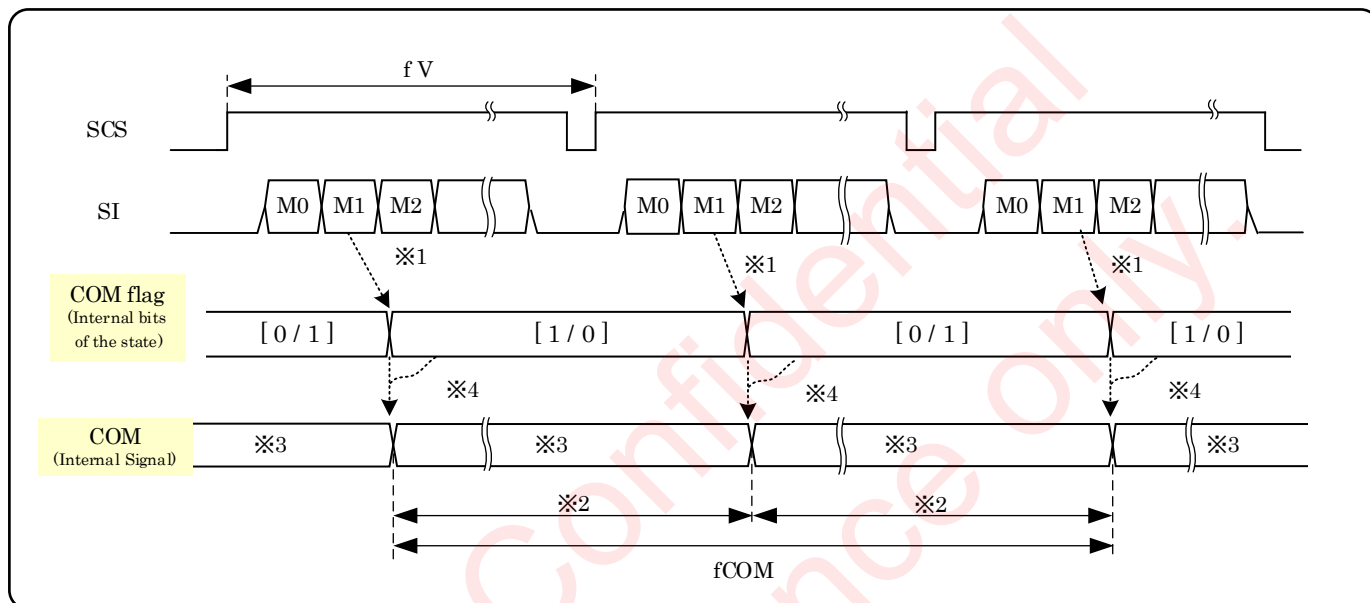 f V
SCS
SI
M0 M1 M2
M0 M1 M2
M0 M1 M2
※1
※1
※1
COM flag
(Internal bits
of the state)
[ 0 / 1 ]
[ 1 / 0 ]
[ 0 / 1 ]
[ 1 / 0 ]
※4
※4
※4
COM
(Internal Signal)
※3
※3
※3
※3
※2
※2
fCOM
Confidential
only.